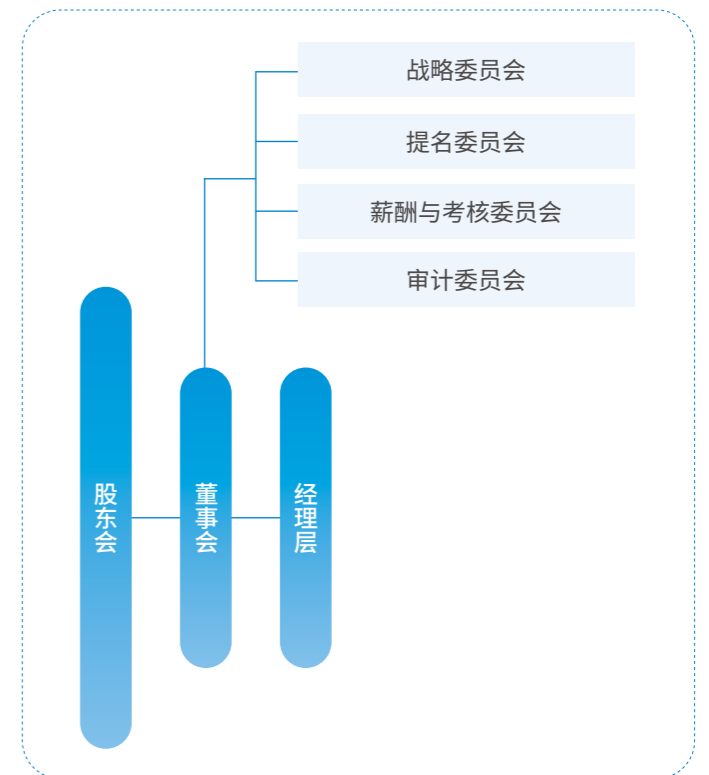 战略委员会
提名委员会
薪酬与考核委员会
审计委员会
股东会
董事会
经理层